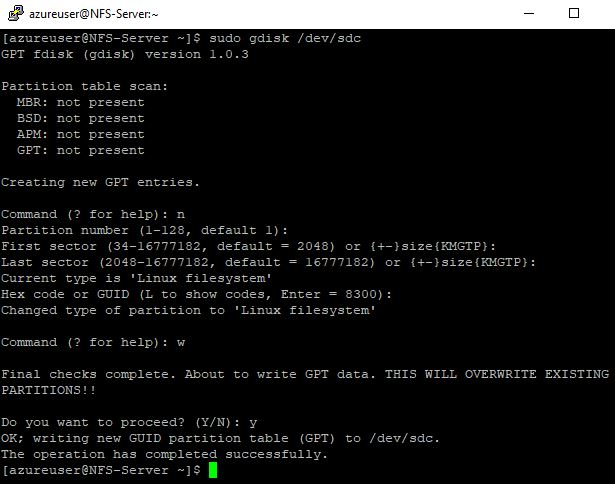 azureuser@NFS-Server:~
[azureuser@NFS-Server ~]$ sudo gdisk /dev/sdc
GPT fdisk (gdisk) version 1.0.3
Partition table scan:
  MBR: not present
  BSD: not present
  APM: not present
  GPT: not present
Creating new GPT entries.
Command (? for help): n
Partition number (1-128, default 1):
First sector (34-16777182, default = 2048) or {+-}size{KMGTP}:
Last sector (2048-16777182, default = 16777182) or {+-}size{KMGTP}:
Current type is 'Linux filesystem'
Hex code or GUID (L to show codes, Enter = 8300):
Changed type of partition to 'Linux filesystem'
Command (? for help): w
Final checks complete. About to write GPT data. THIS WILL OVERWRITE EXISTING
PARTITIONS!!
Do you want to proceed? (Y/N): y
OK; writing new GUID partition table (GPT) to /dev/sdc.
The operation has completed successfully.
[azureuser@NFS-Server ~]$